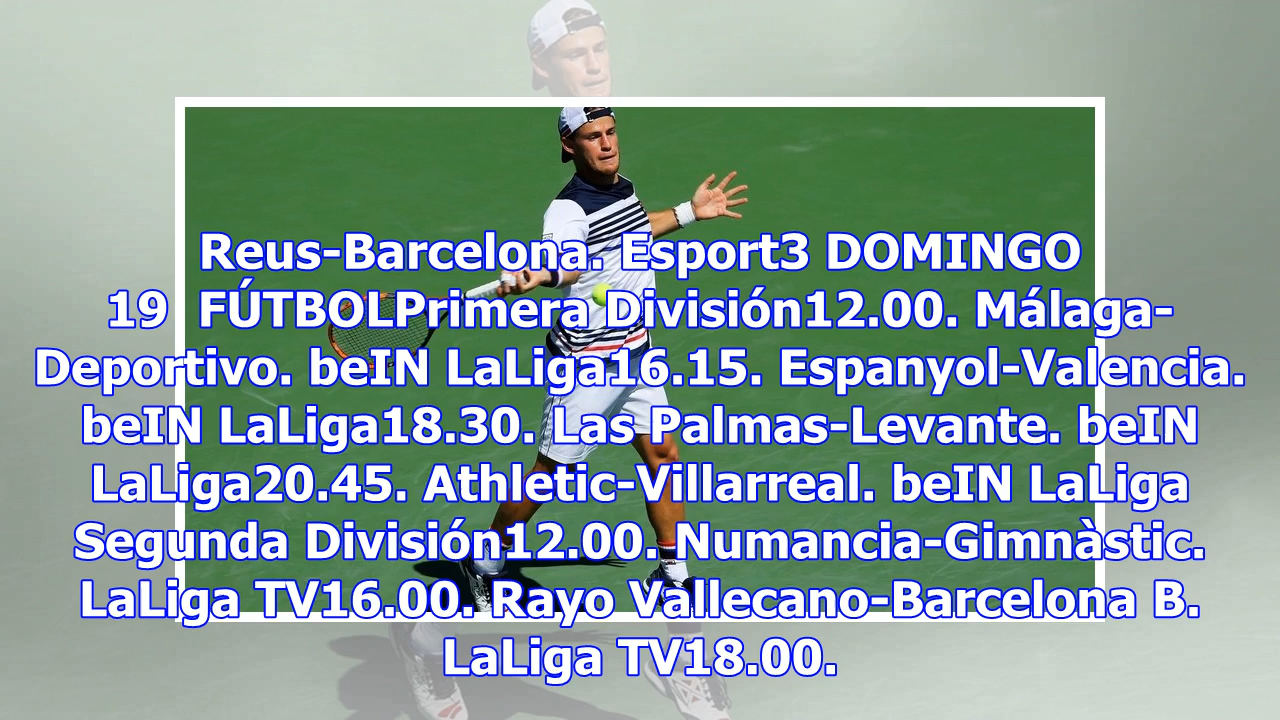 Reus-Barcelona. Esport3 DOMINGO
19  FÚTBOLPrimera División12.00. Málaga-
Deportivo. beIN LaLiga16.15. Espanyol-Valencia.
beIN LaLiga18.30. Las Palmas-Levante. beIN
LaLiga20.45. Athletic-Villarreal. beIN LaLiga
Segunda División12.00. Numancia-Gimnàstic.
LaLiga TV16.00. Rayo Vallecano-Barcelona B.
LaLiga TV18.00.